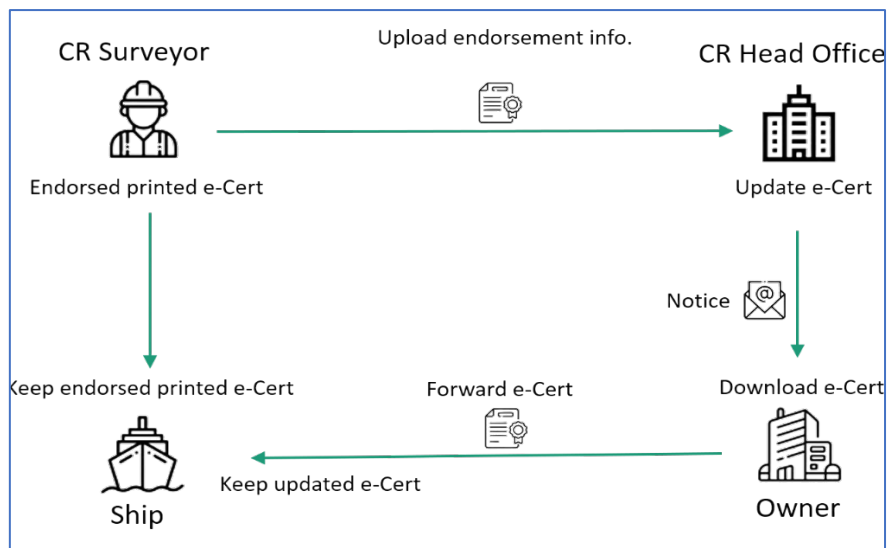 Upload endorsement info.
CR Surveyor
CR Head Office
Endorsed printed e-Cert
Update e-Cert
Notice
Keep endorsed printed e-Cert
Forward e-Cert
Download e-Cert
Keep updated e-Cert
Ship
Owner